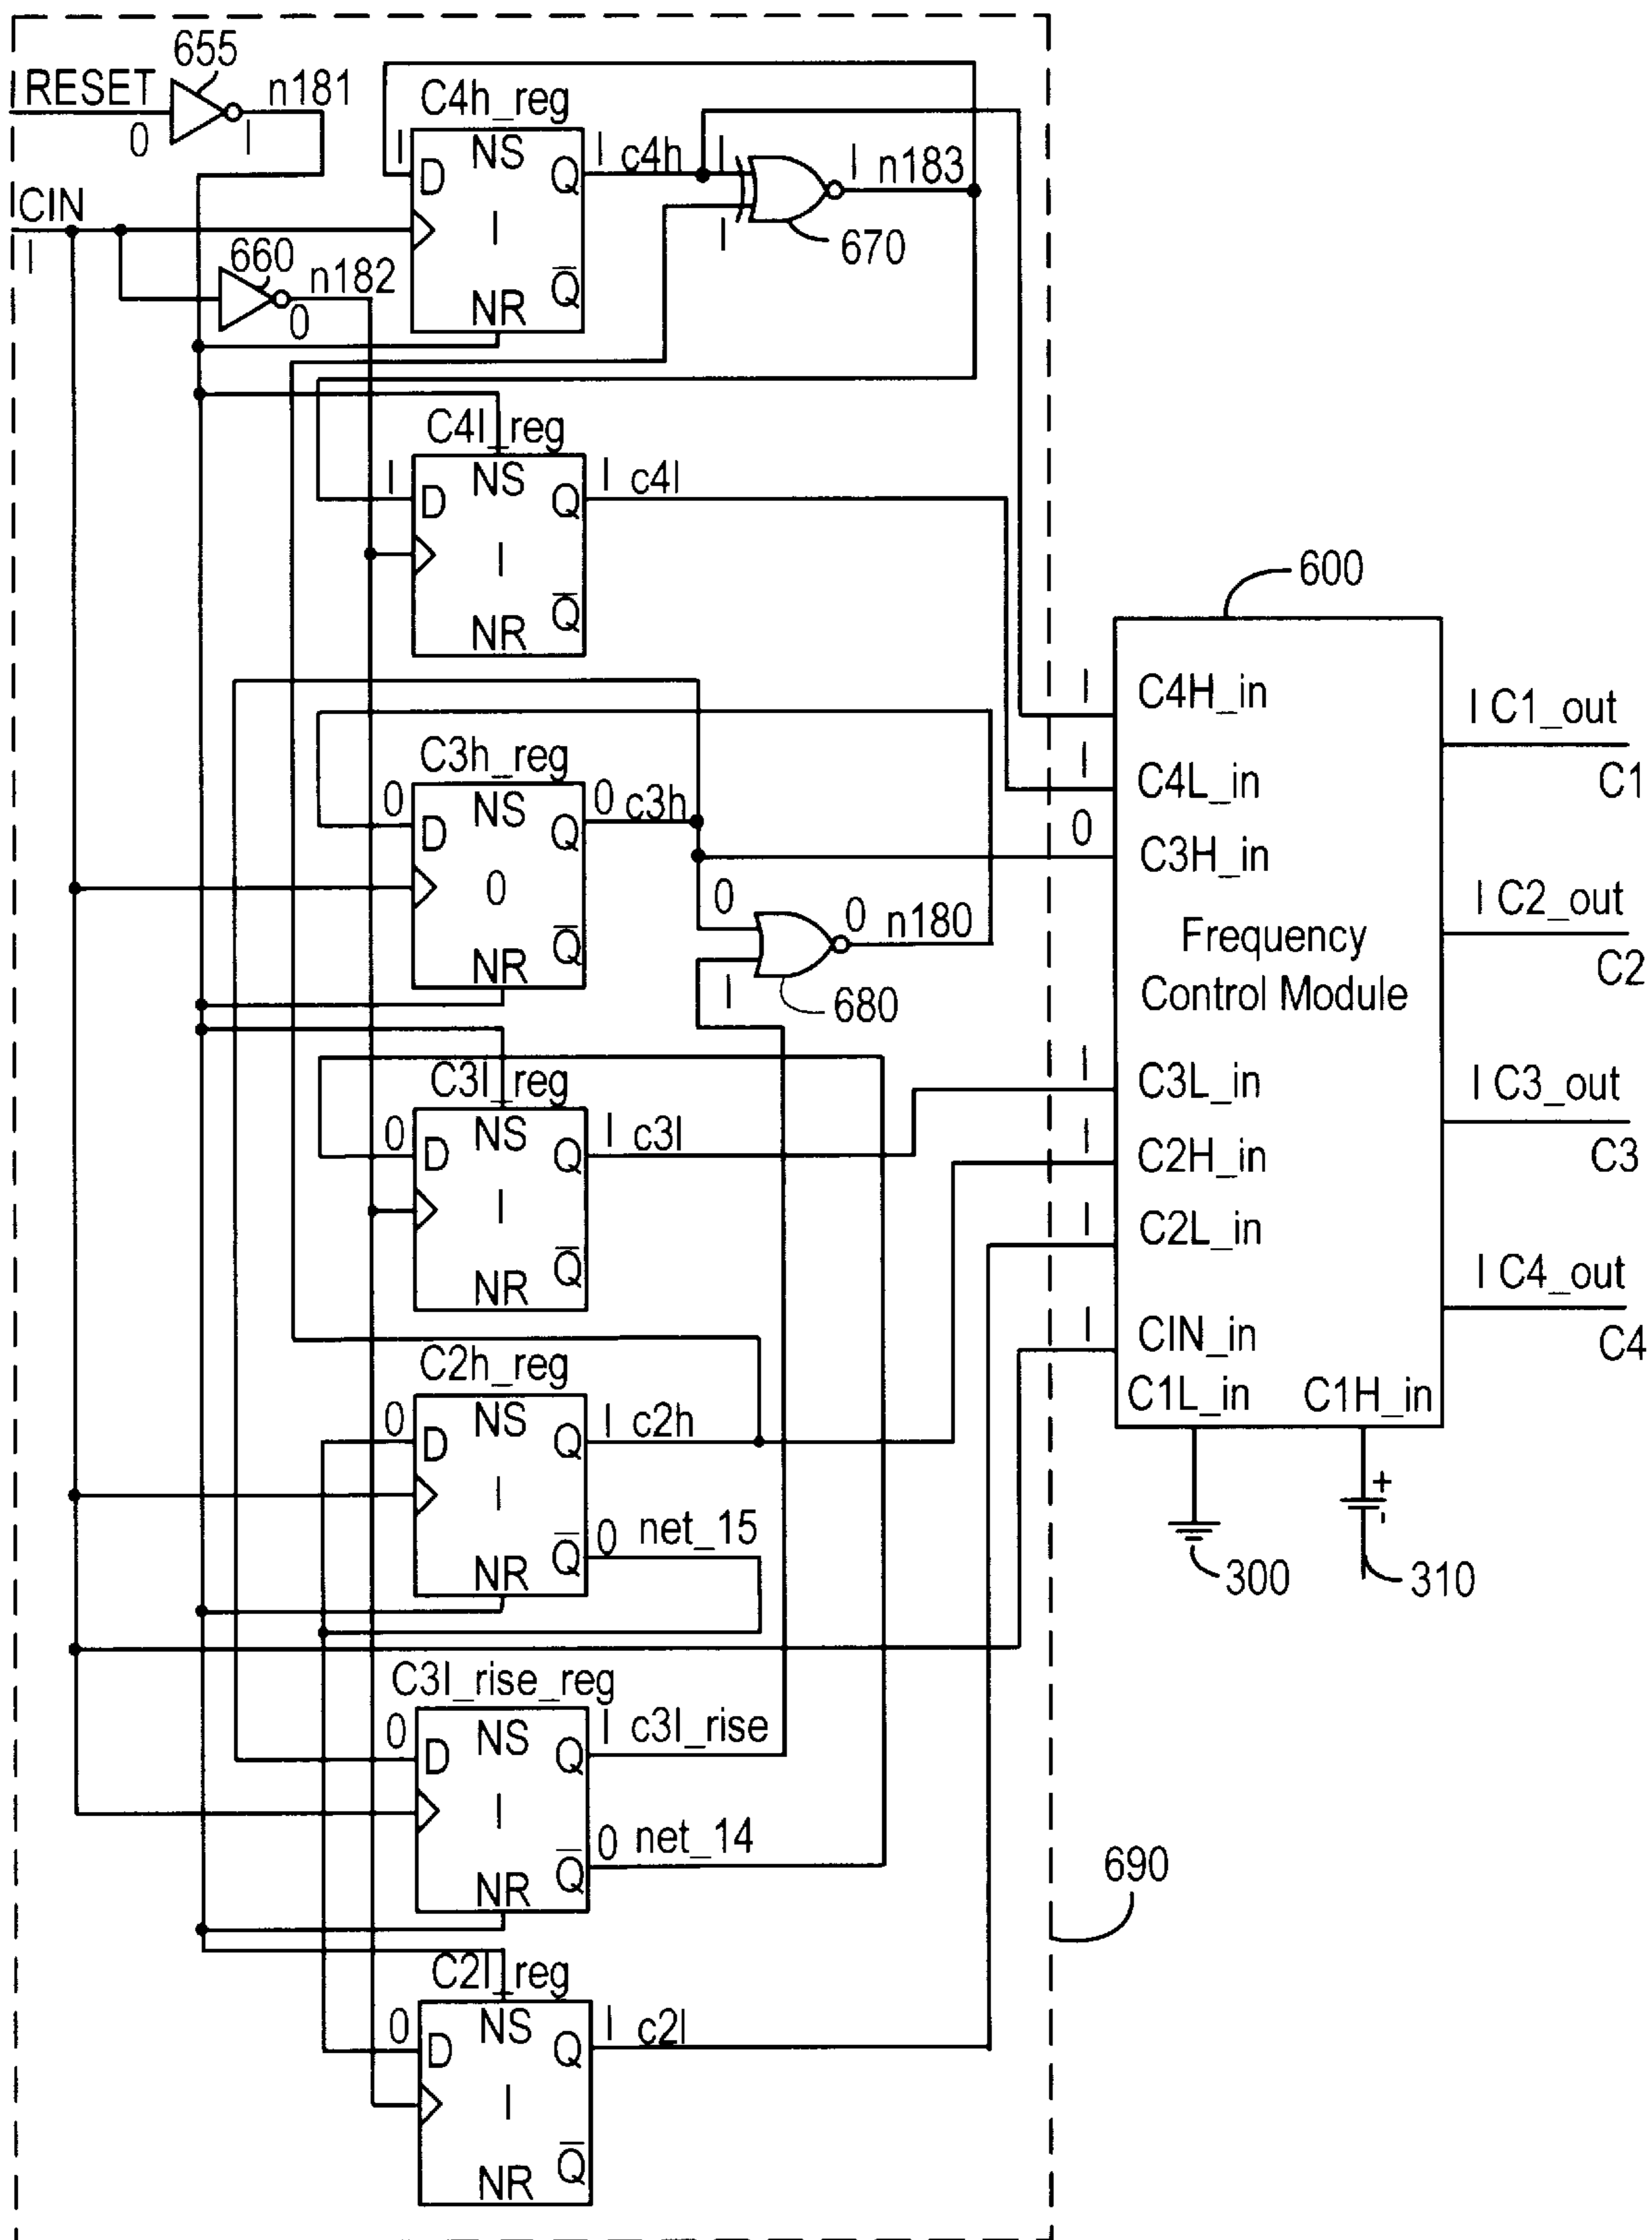 655
RESET
n181
0
I
C4h_reg
I
D
NS
Q
I
c4h
I
I
n183
I
NR
Q
I
670
CIN
I
660
n182
0
C4l_reg
I
D
NS
Q
I
c4l
I
NR
Q
600
C3h_reg
0
D
NS
Q
0
c3h
0
NR
Q
0
0
n180
I
680
C3l_reg
0
D
NS
Q
I
c3l
I
NR
Q
C2h_reg
0
D
NS
Q
I
c2h
I
NR
Q
0
net_15
C3l_rise_reg
0
D
NS
Q
I
c3l_rise
I
NR
Q
0
net_14
C2l_reg
0
D
NS
Q
I
c2l
I
NR
Q
690
I
C4H_in
I
C4L_in
0
C3H_in
Frequency
Control Module
I
C3L_in
I
C2H_in
I
C2L_in
I
CIN_in
C1L_in
C1H_in
I C1_out
C1
I C2_out
C2
I C3_out
C3
I C4_out
C4
+
-
300
310